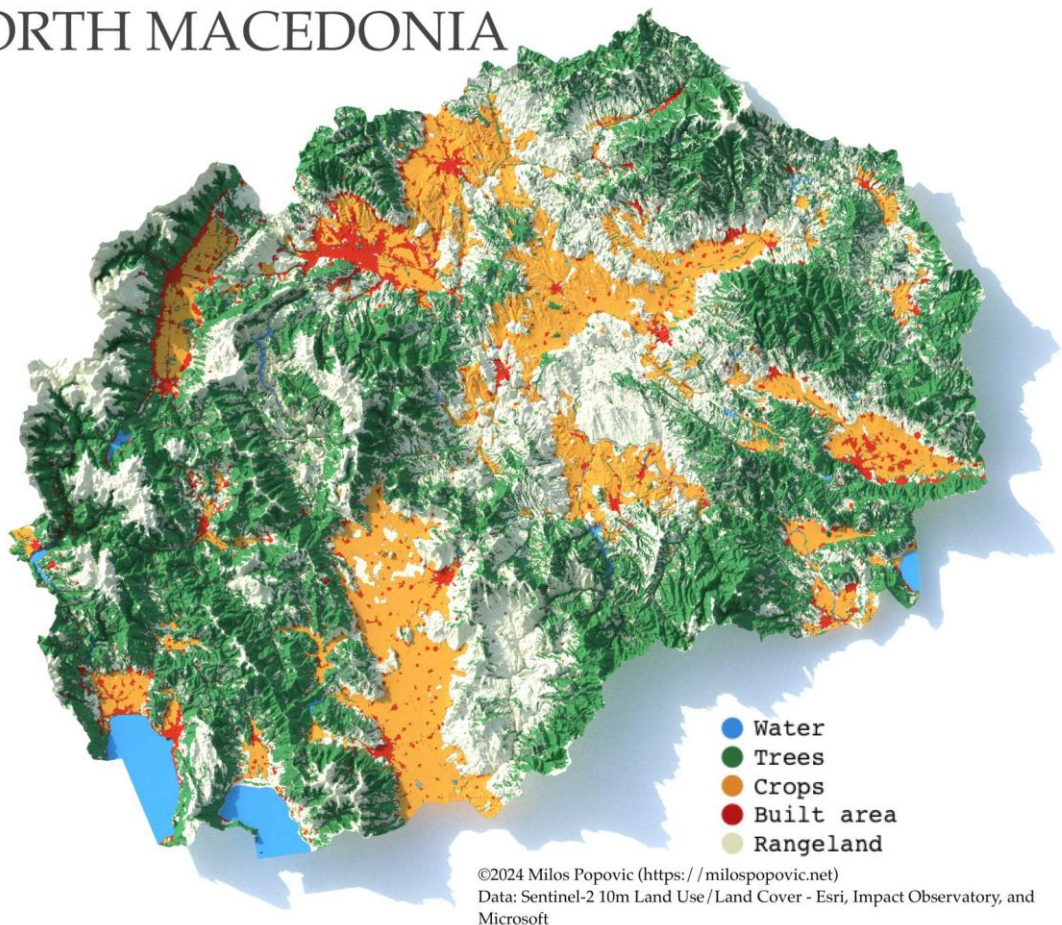 ORTH MACEDONIA
Water
Trees
Crops
Built area
Rangeland
©2024 Milos Popovic (https://milospopovic.net)
Data: Sentinel-2 10m Land Use/Land Cover - Esri, Impact Observatory, and
Microsoft